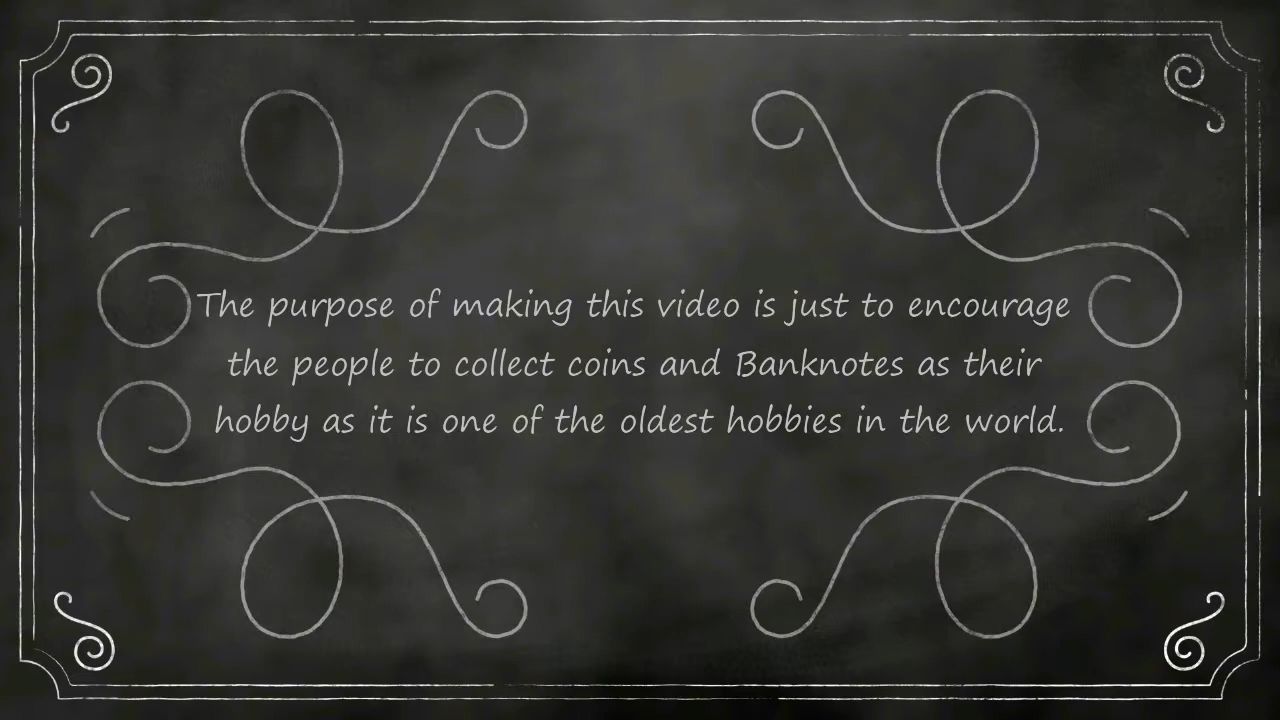 The purpose of making this video is just to encourage
the people to collect coins and Banknotes as their
hobby as it is one of the oldest hobbies in the world.